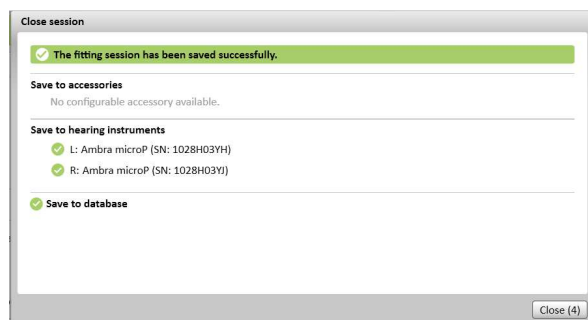 Close session
The fitting session has been saved successfully.
Save to accessories
No configurable accessory available.
Save to hearing instruments
L: Ambra microP (SN: 1028H03YH)
R: Ambra microP (SN: 1028H03YJ)
Save to database
Close (4)